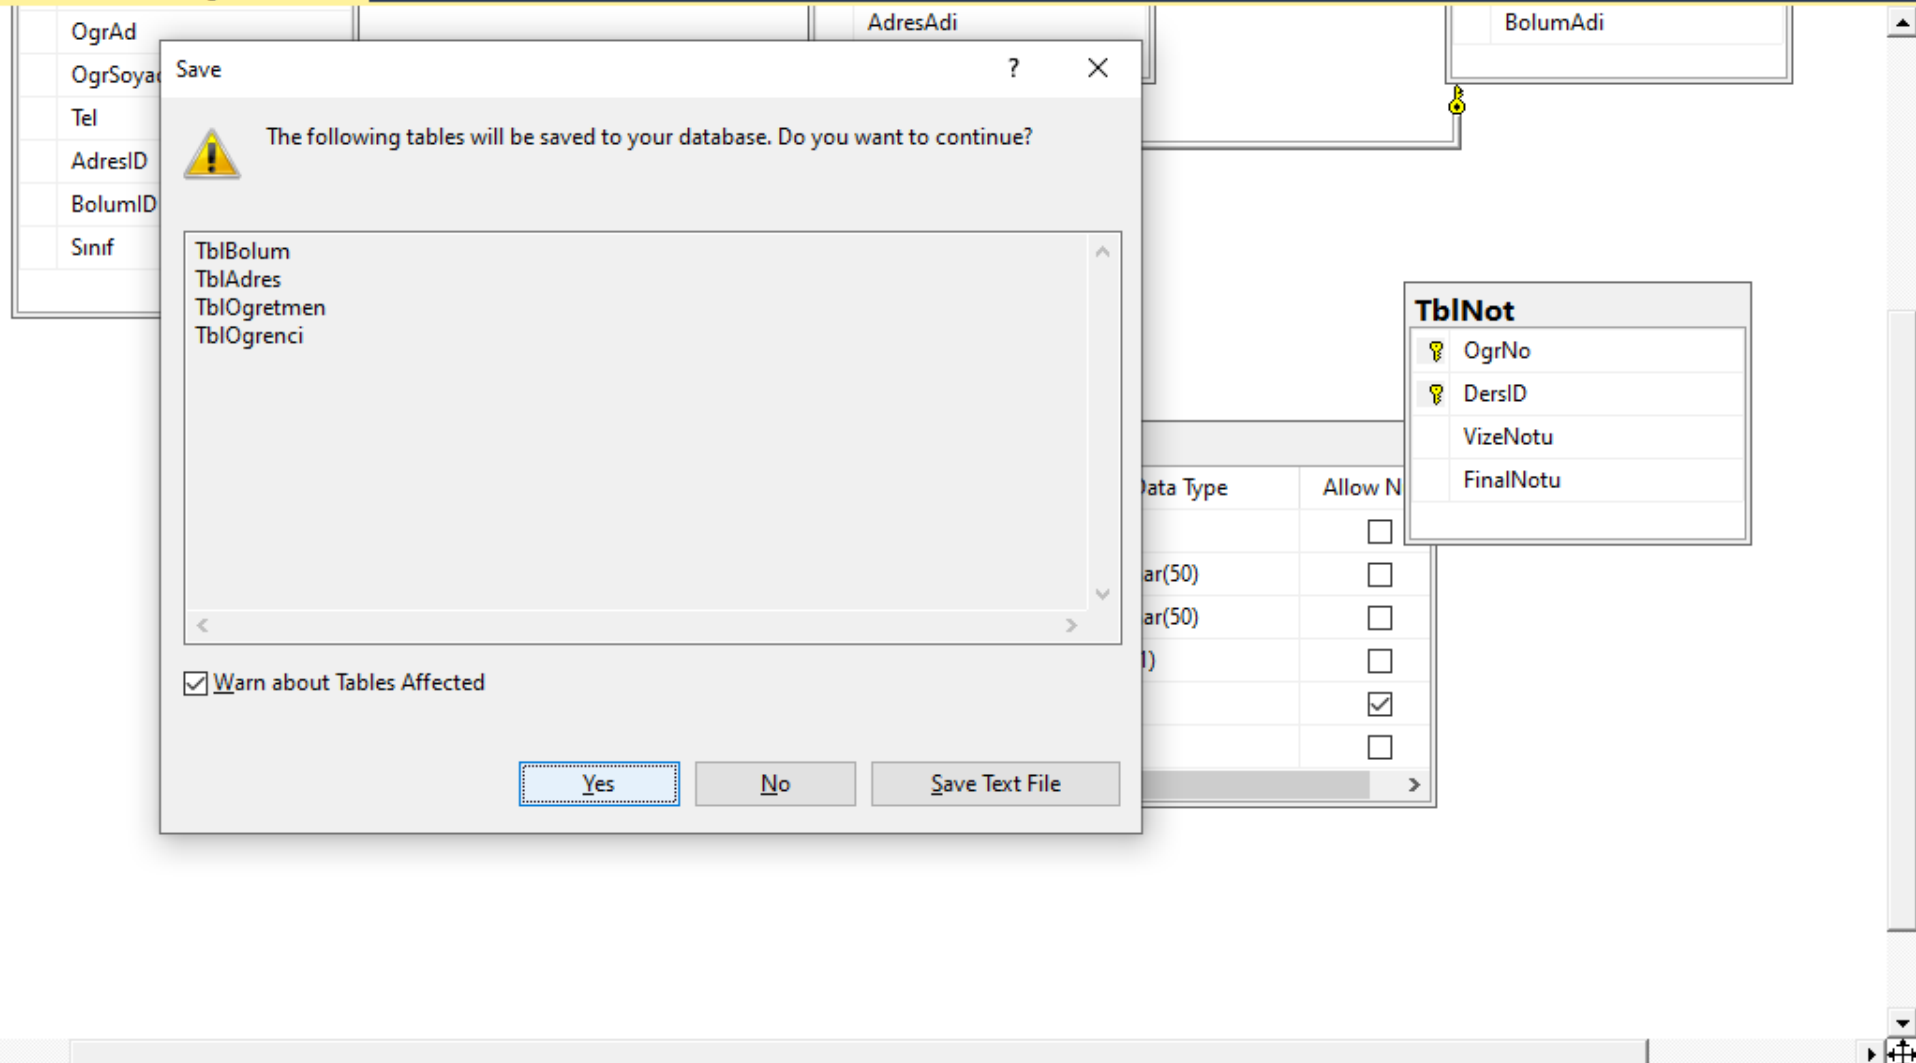 OgrAd
OgrSoyad
Tel
AdresID
BolumID
Sınıf
AdresAdi
BolumAdi
Save
?
The following tables will be saved to your database. Do you want to continue?
TblBolum
TblAdres
TblOgretmen
TblOgrenci
Warn about Tables Affected
Yes
No
Save Text File
TblNot
OgrNo
DersID
VizeNotu
FinalNotu
Data Type
Allow N
ar(50)
ar(50)
1)